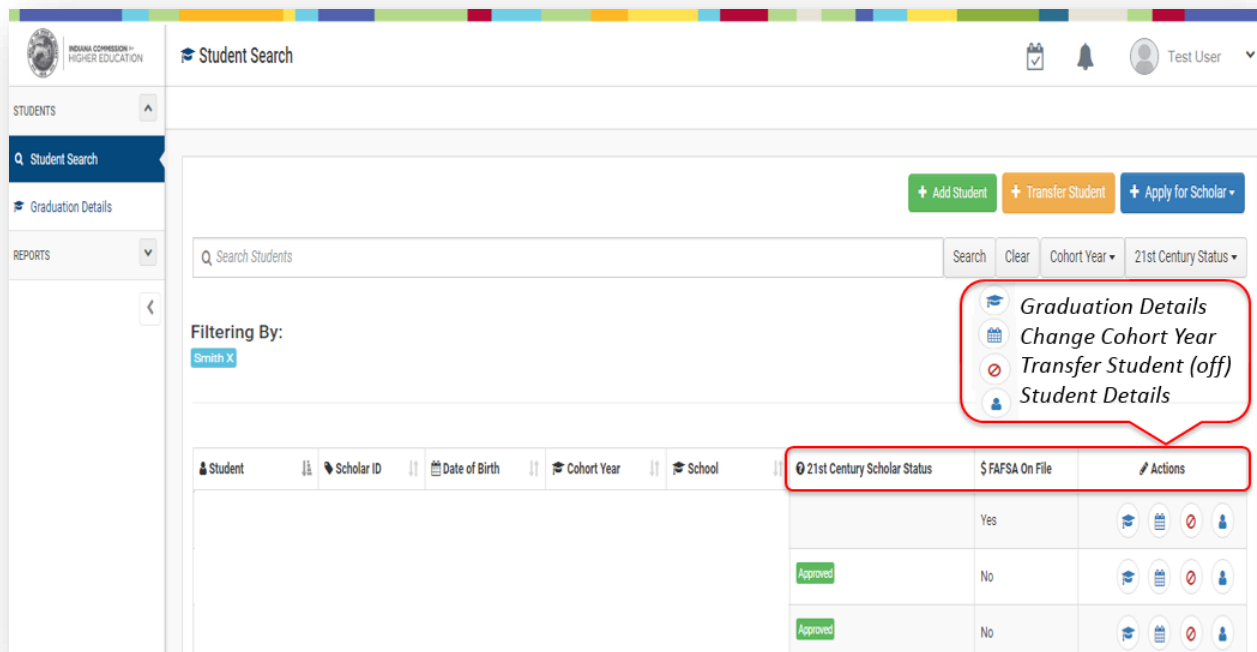 INDIANA COMMISSION for
HIGHER EDUCATION
Student Search
Test User
STUDENTS
Student Search
Graduation Details
REPORTS
+ Add Student
+ Transfer Student
+ Apply for Scholar
Search Students
Search
Clear
Cohort Year
21st Century Status
Graduation Details
Change Cohort Year
Transfer Student (off)
Student Details
Filtering By:
Smith X
Student
Scholar ID
Date of Birth
Cohort Year
School
21st Century Scholar Status
$ FAFSA On File
Actions
Yes
Approved
No
Approved
No